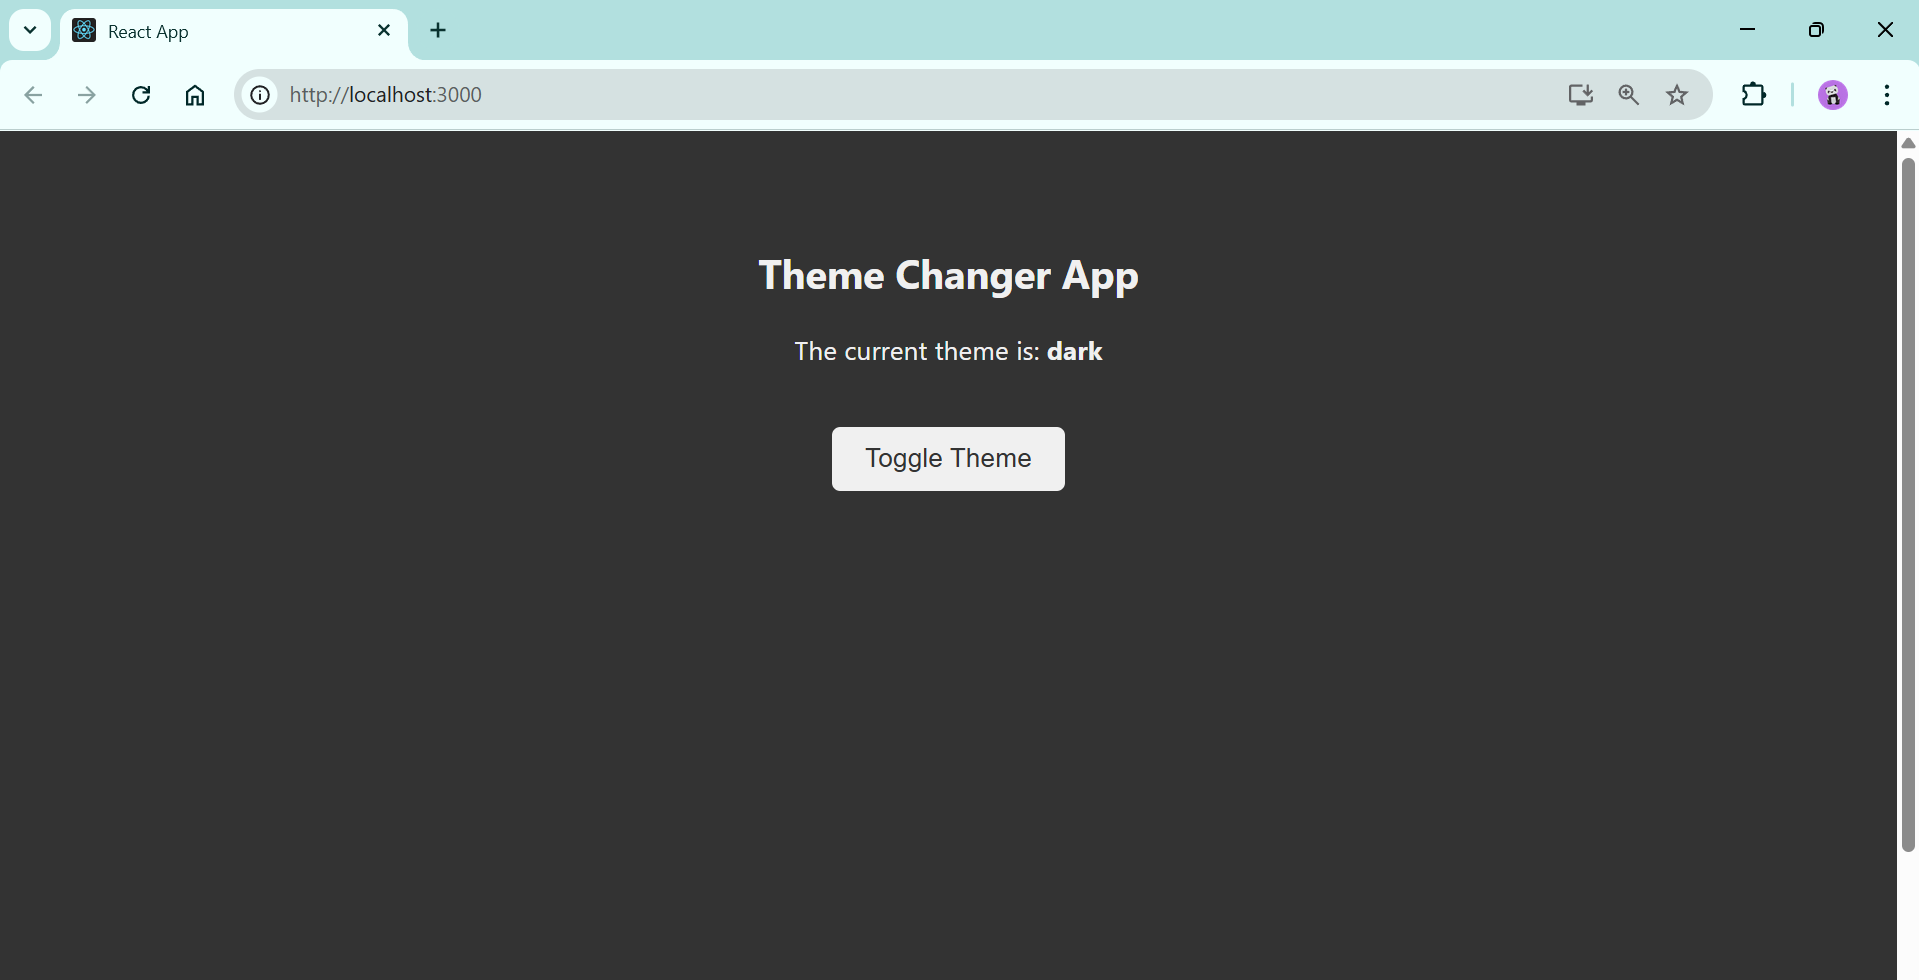 React App
http://localhost:3000
Theme Changer App
The current theme is: dark
Toggle Theme